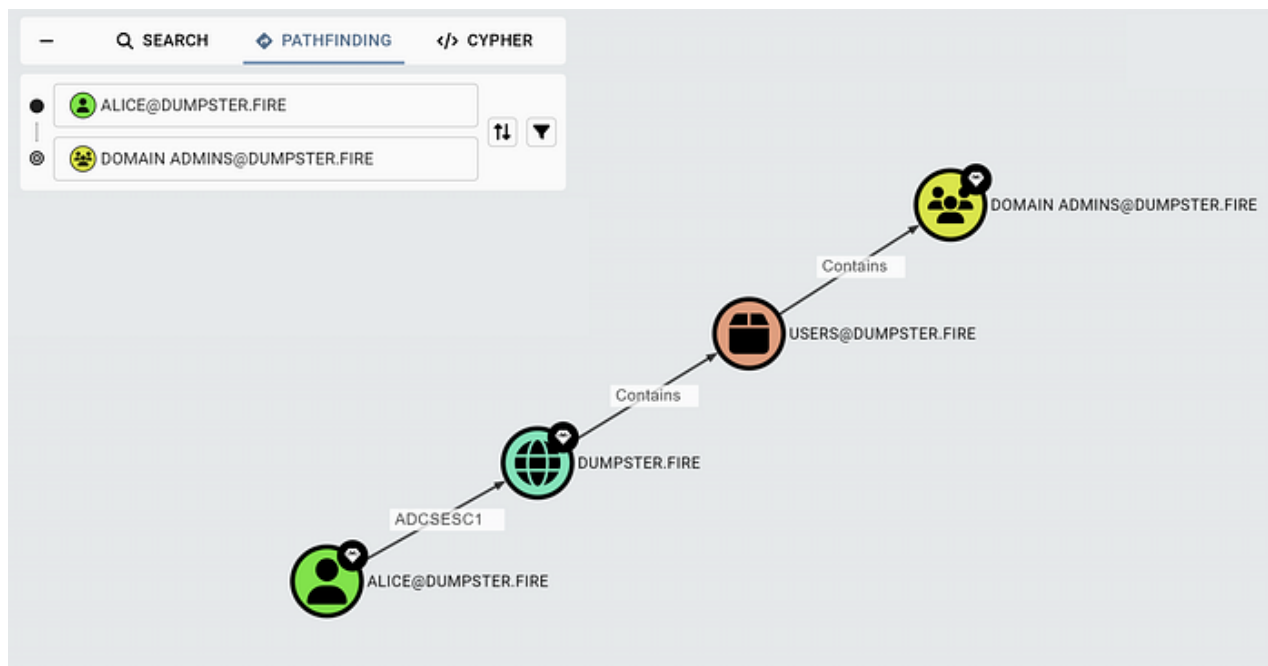 SEARCH PATHFINDING </> CYPHER
ALICE@DUMPSTER.FIRE
DOMAIN ADMINS@DUMPSTER.FIRE
DOMAIN ADMINS@DUMPSTER.FIRE
Contains
USERS@DUMPSTER.FIRE
Contains
DUMPSTER.FIRE
ADCSESC1
ALICE@DUMPSTER.FIRE